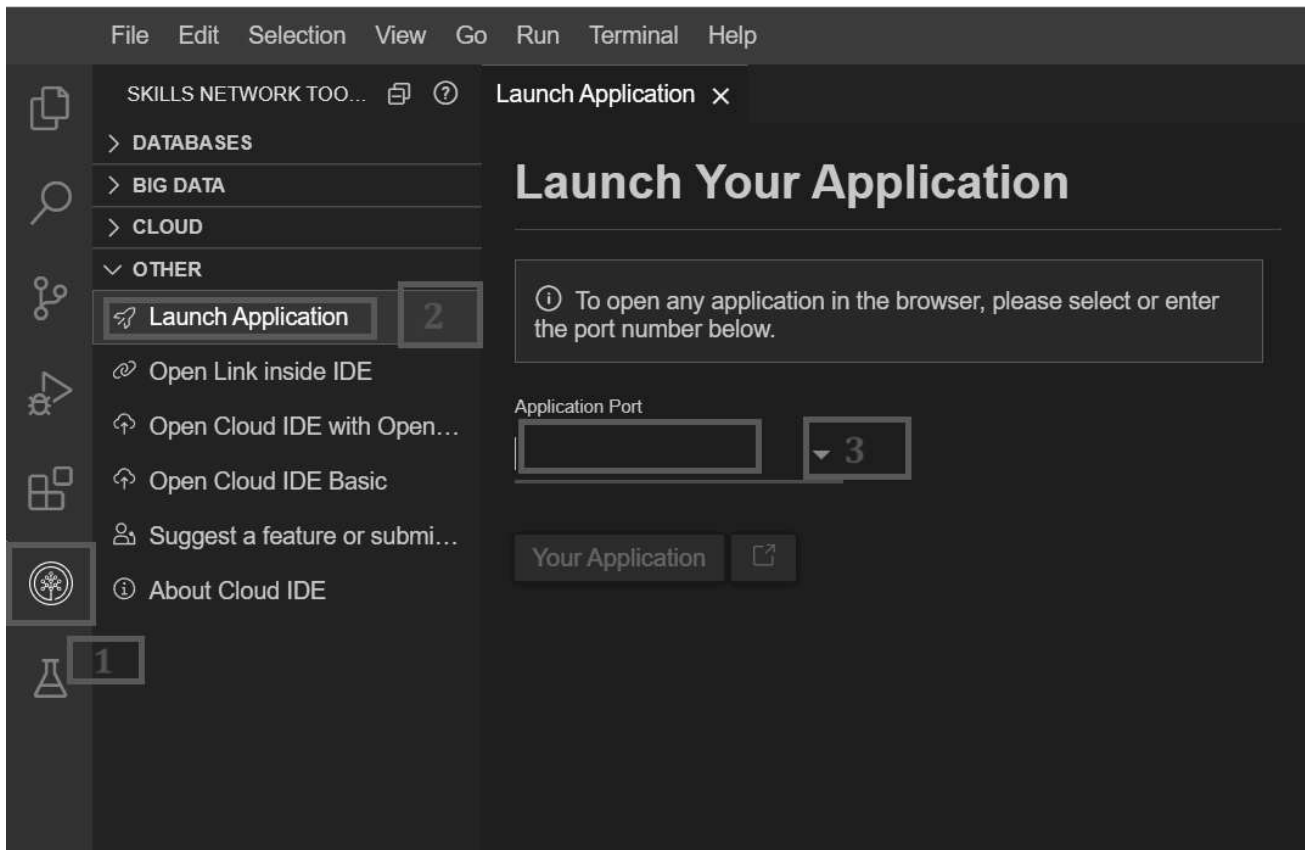 File Edit Selection View Go Run Terminal Help
SKILLS NETWORK TOO...
DATABASES
BIG DATA
CLOUD
OTHER
Launch Application 2
Open Link inside IDE
Open Cloud IDE with Open...
Open Cloud IDE Basic
Suggest a feature or submi...
About Cloud IDE
1
Launch Application
Launch Your Application
To open any application in the browser, please select or enter
the port number below.
Application Port
3
Your Application